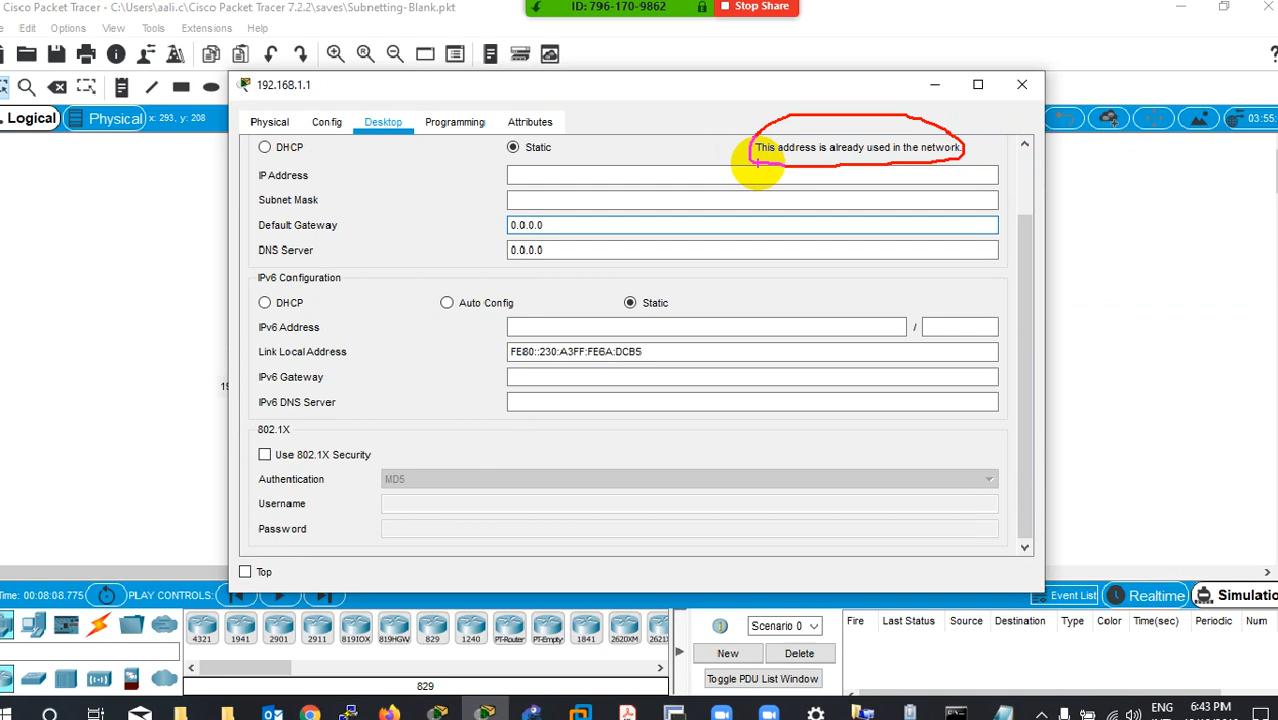 Cisco Packet Tracer - C:\Users\aali.c\Cisco Packet Tracer 7.2.2\saves\Subnetting-Blank.pkt
ID: 796-170-9862
Stop Share
Edit Options View Tools Extensions Help
192.168.1.1
Logical Physical x: 293, y: 208
03:55:
Physical Config Desktop Programming Attributes
DHCP Static This address is already used in the network.
IP Address
Subnet Mask
Default Gateway 0.0.0.0
DNS Server 0.0.0.0
IPv6 Configuration
DHCP Auto Config Static
IPv6 Address /
Link Local Address FE80::230:A3FF:FE6A:DCB5
19
IPv6 Gateway
IPv6 DNS Server
802.1X
Use 802.1X Security
Authentication MD5
Username
Password
Top
Time: 00:08:08.775 PLAY CONTROLS: Event List Realtime Simulatio
4321 1941 2901 2911 819IOX 819HGW 829 1240 PT-Router PT-Empty 1841 2620XM 2621X
Scenario 0
Fire Last Status Source Destination Type Color Time(sec) Periodic Num
New Delete
Toggle PDU List Window
829
ENG 6:43 PM